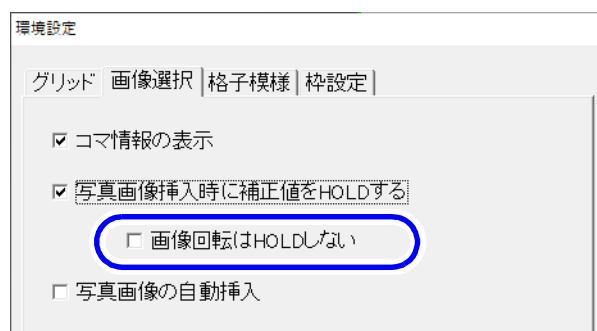 環境設定
グリッド 画像選択 格子模様 枠設定
コマ情報の表示
写真画像挿入時に補正値をHOLDする
画像回転はHOLDしない
写真画像の自動挿入